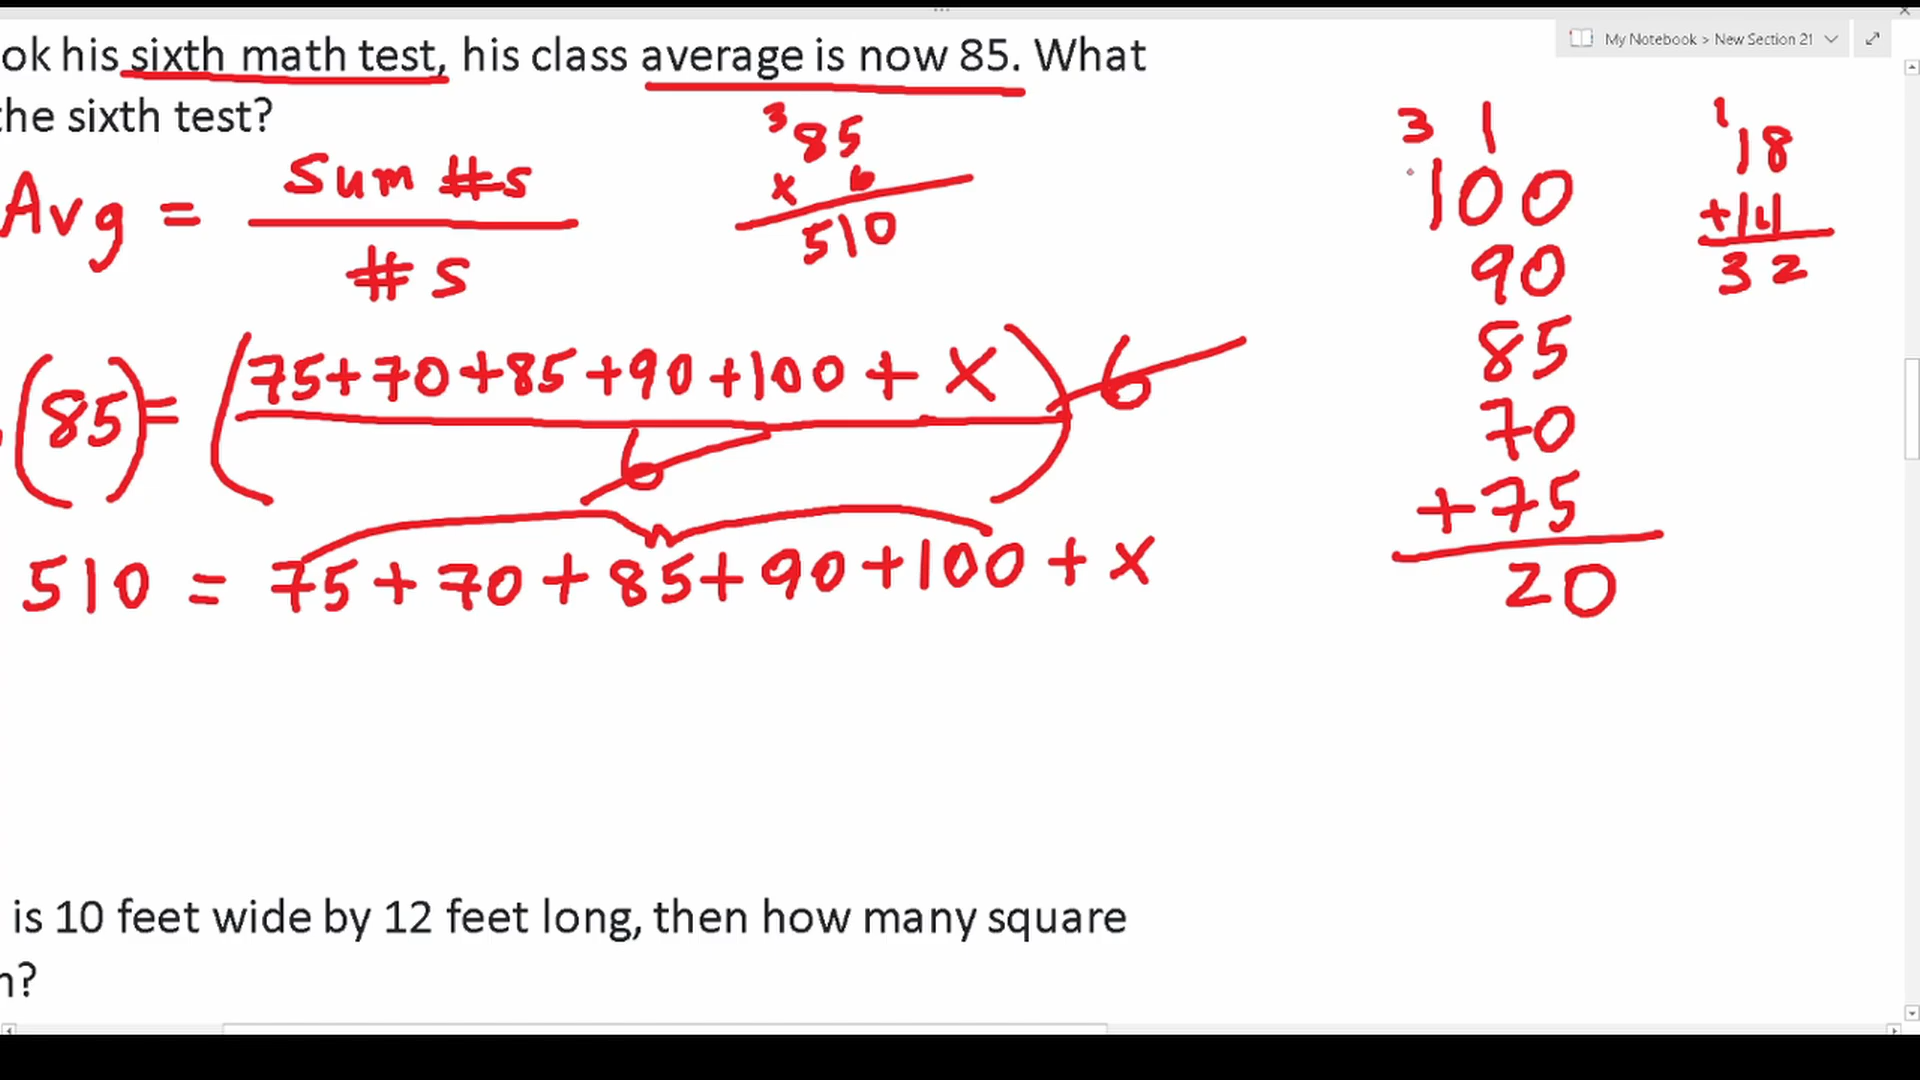 My Notebook > New Section 21
ok his sixth math test, his class average is now 85. What
the sixth test?
Avg = Sum #s
# s
3
85
x 6
510
3 1
100
90
85
70
+75
20
1
18
+14
32
(85) = (75+70+85+90+100 + X) 6
6
510 = 75 + 70 + 85 + 90 + 100 + X
is 10 feet wide by 12 feet long, then how many square
?